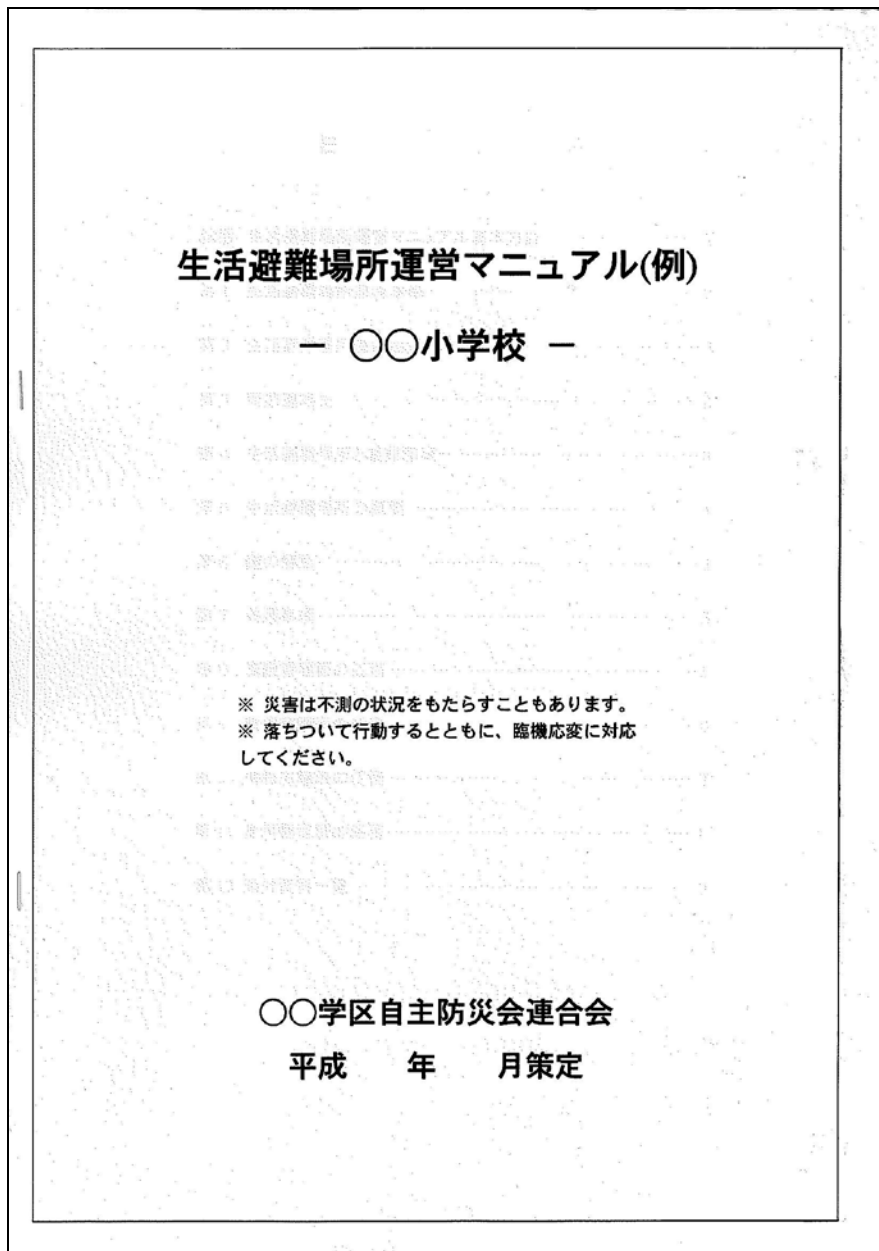 生活避難場所運営マニュアル(例)
－ 〇〇小学校 －
※ 災害は不測の状況をもたらすこともあります。
※ 落ちついて行動するとともに、臨機応変に対応
してください。
〇〇学区自主防災会連合会
平成　　年　　月策定